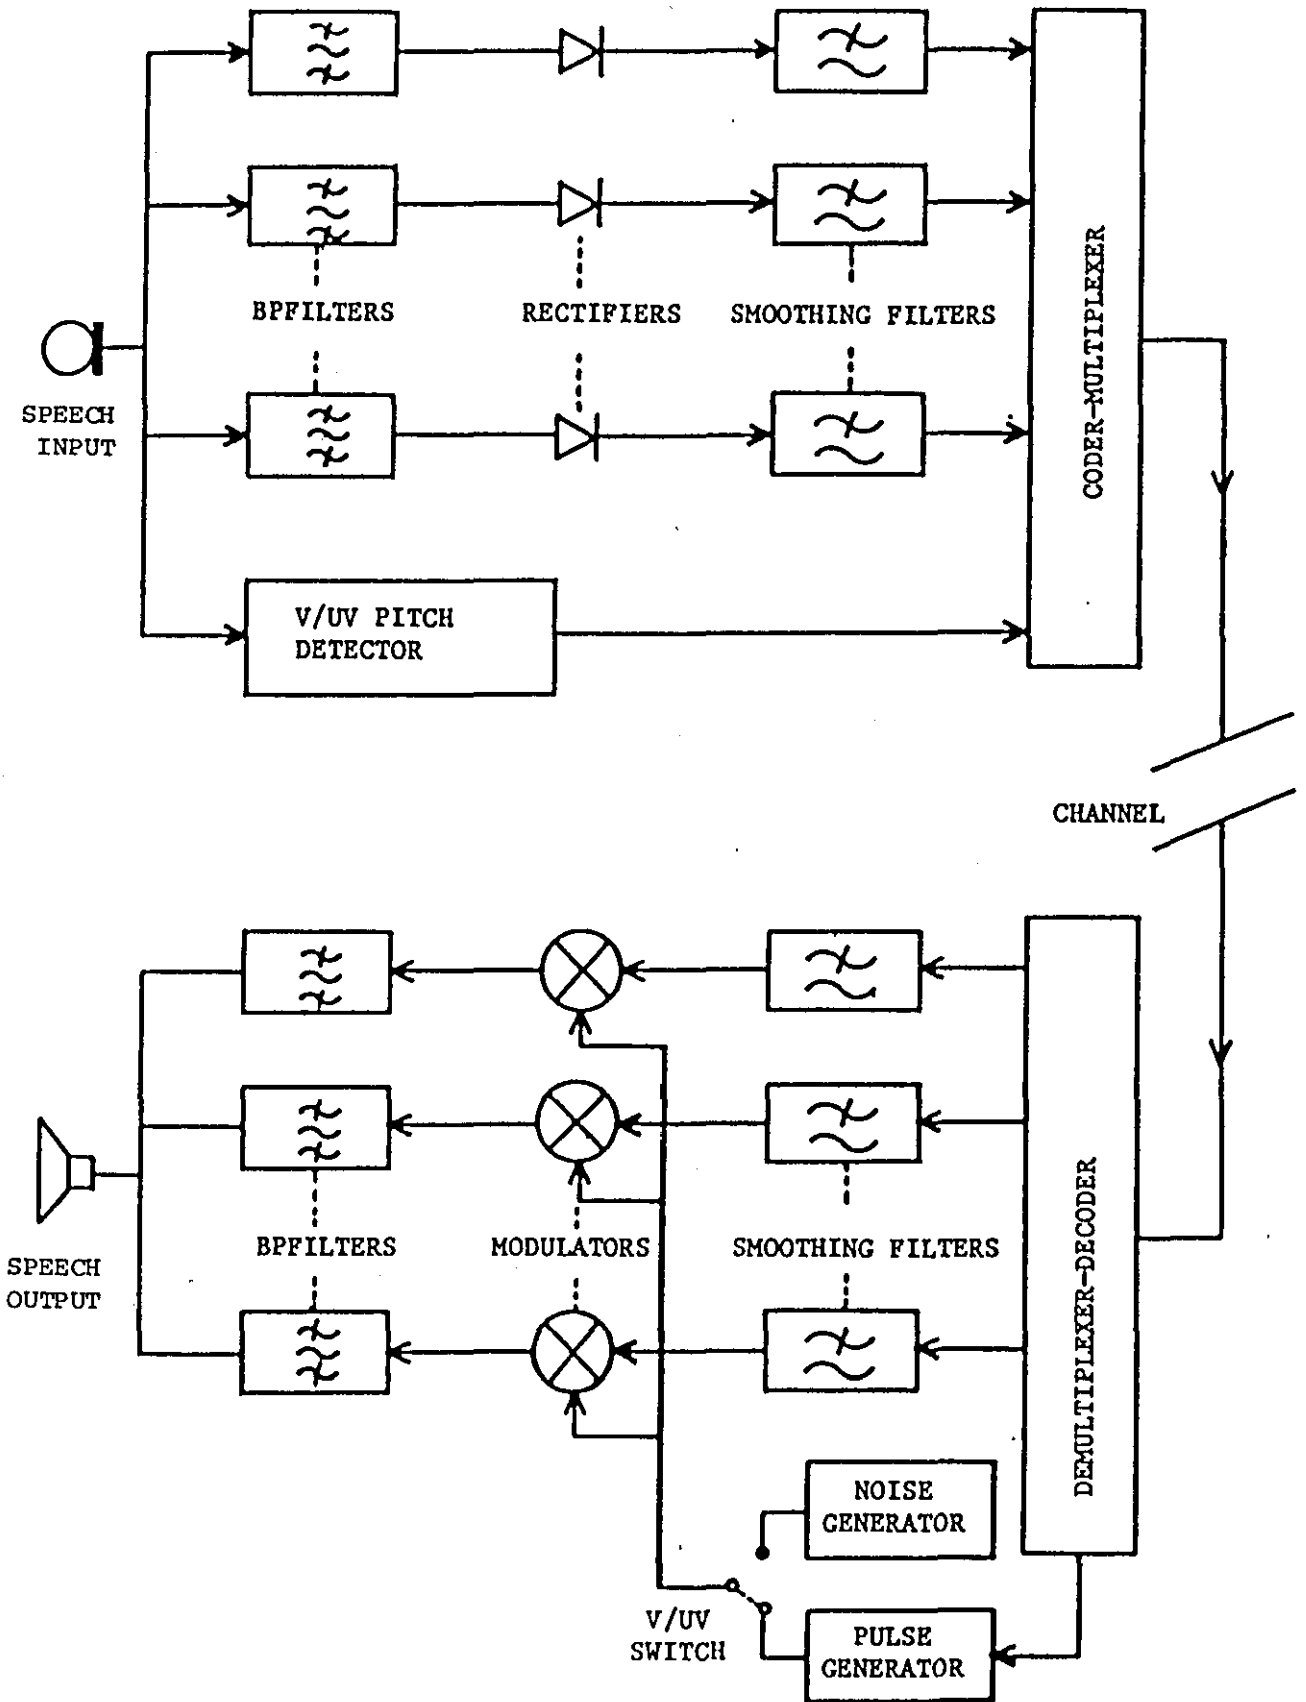 BPFILTERS
RECTIFIERS
SMOOTHING FILTERS
SPEECH
INPUT
CODER-MULTIPLEXER
V/UV PITCH
DETECTOR
CHANNEL
BPFILTERS
MODULATORS
SMOOTHING FILTERS
SPEECH
OUTPUT
DEMULTIPLEXER-DECODER
NOISE
GENERATOR
V/UV
SWITCH
PULSE
GENERATOR